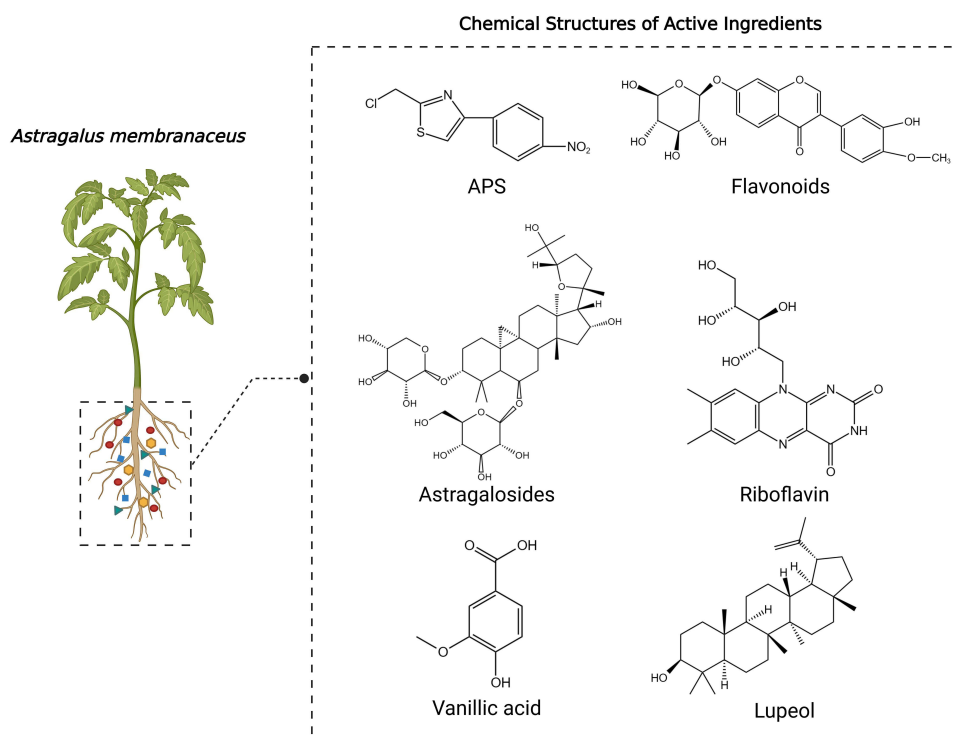 Chemical Structures of Active Ingredients
Astragalus membranaceus
Cl
N
S
NO₂
APS
HO
O
O
O
HO
OH
HO
O
OH
O
CH₃
Flavonoids
HO
H
O
H
OH
HO
O
HO
O
OH
O
HO
O
HO
OH
OH
Astragalosides
HO
HO
OH
HO
N
N
O
N
NH
O
Riboflavin
O
OH
O
OH
Vanillic acid
H
H
H
HO
H
Lupeol